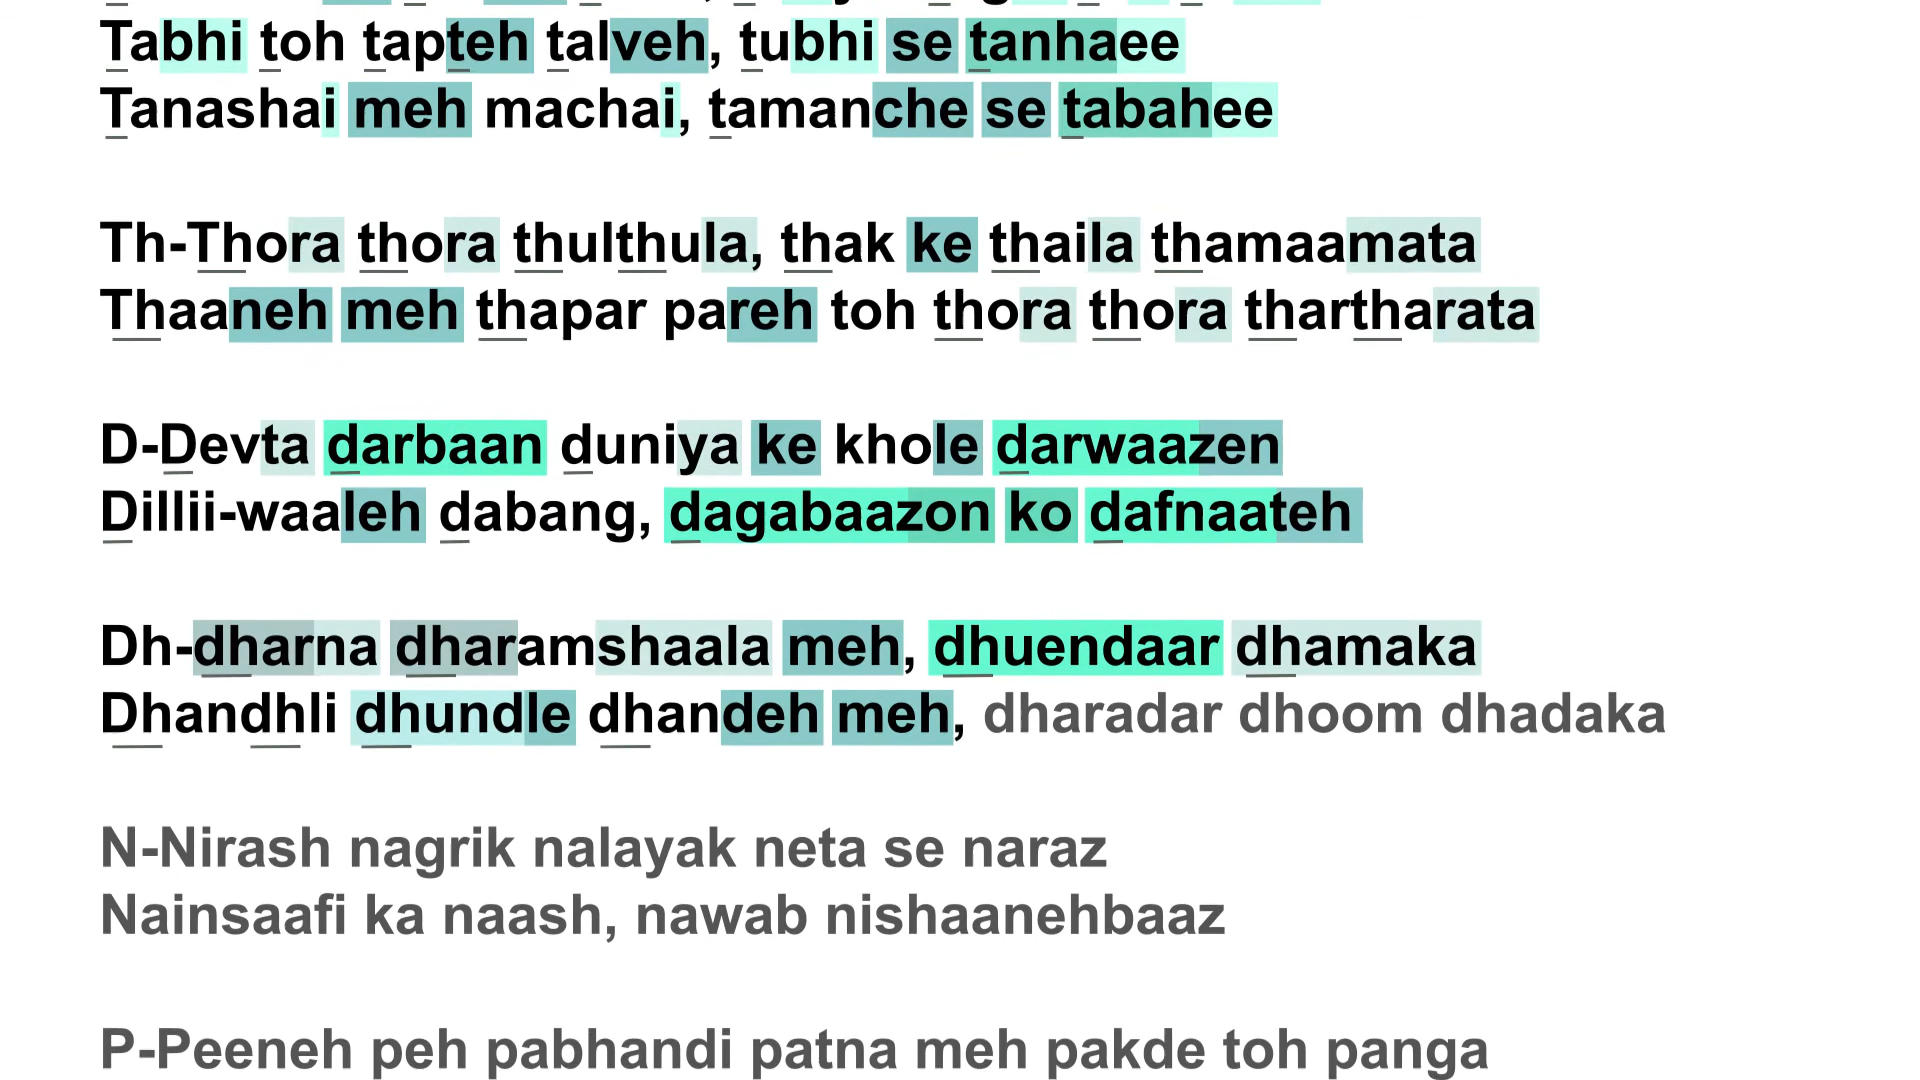 Tabhi toh tapteh talveh, tubhi se tanhaee
Tanashai meh machai, tamanche se tabahee
Th-Thora thora thulthula, thak ke thaila thamaamata
Thaaneh meh thapar pareh toh thora thora thartharata
D-Devta darbaan duniya ke khole darwaazen
Dillii-waaleh dabang, dagabaazon ko dafnaateh
Dh-dharna dharamshaala meh, dhuendaar dhamaka
Dhandhli dhundle dhandeh meh, dharadar dhoom dhadaka
N-Nirash nagrik nalayak neta se naraz
Nainsaafi ka naash, nawab nishaanehbaaz
P-Peeneh peh pabhandi patna meh pakde toh panga